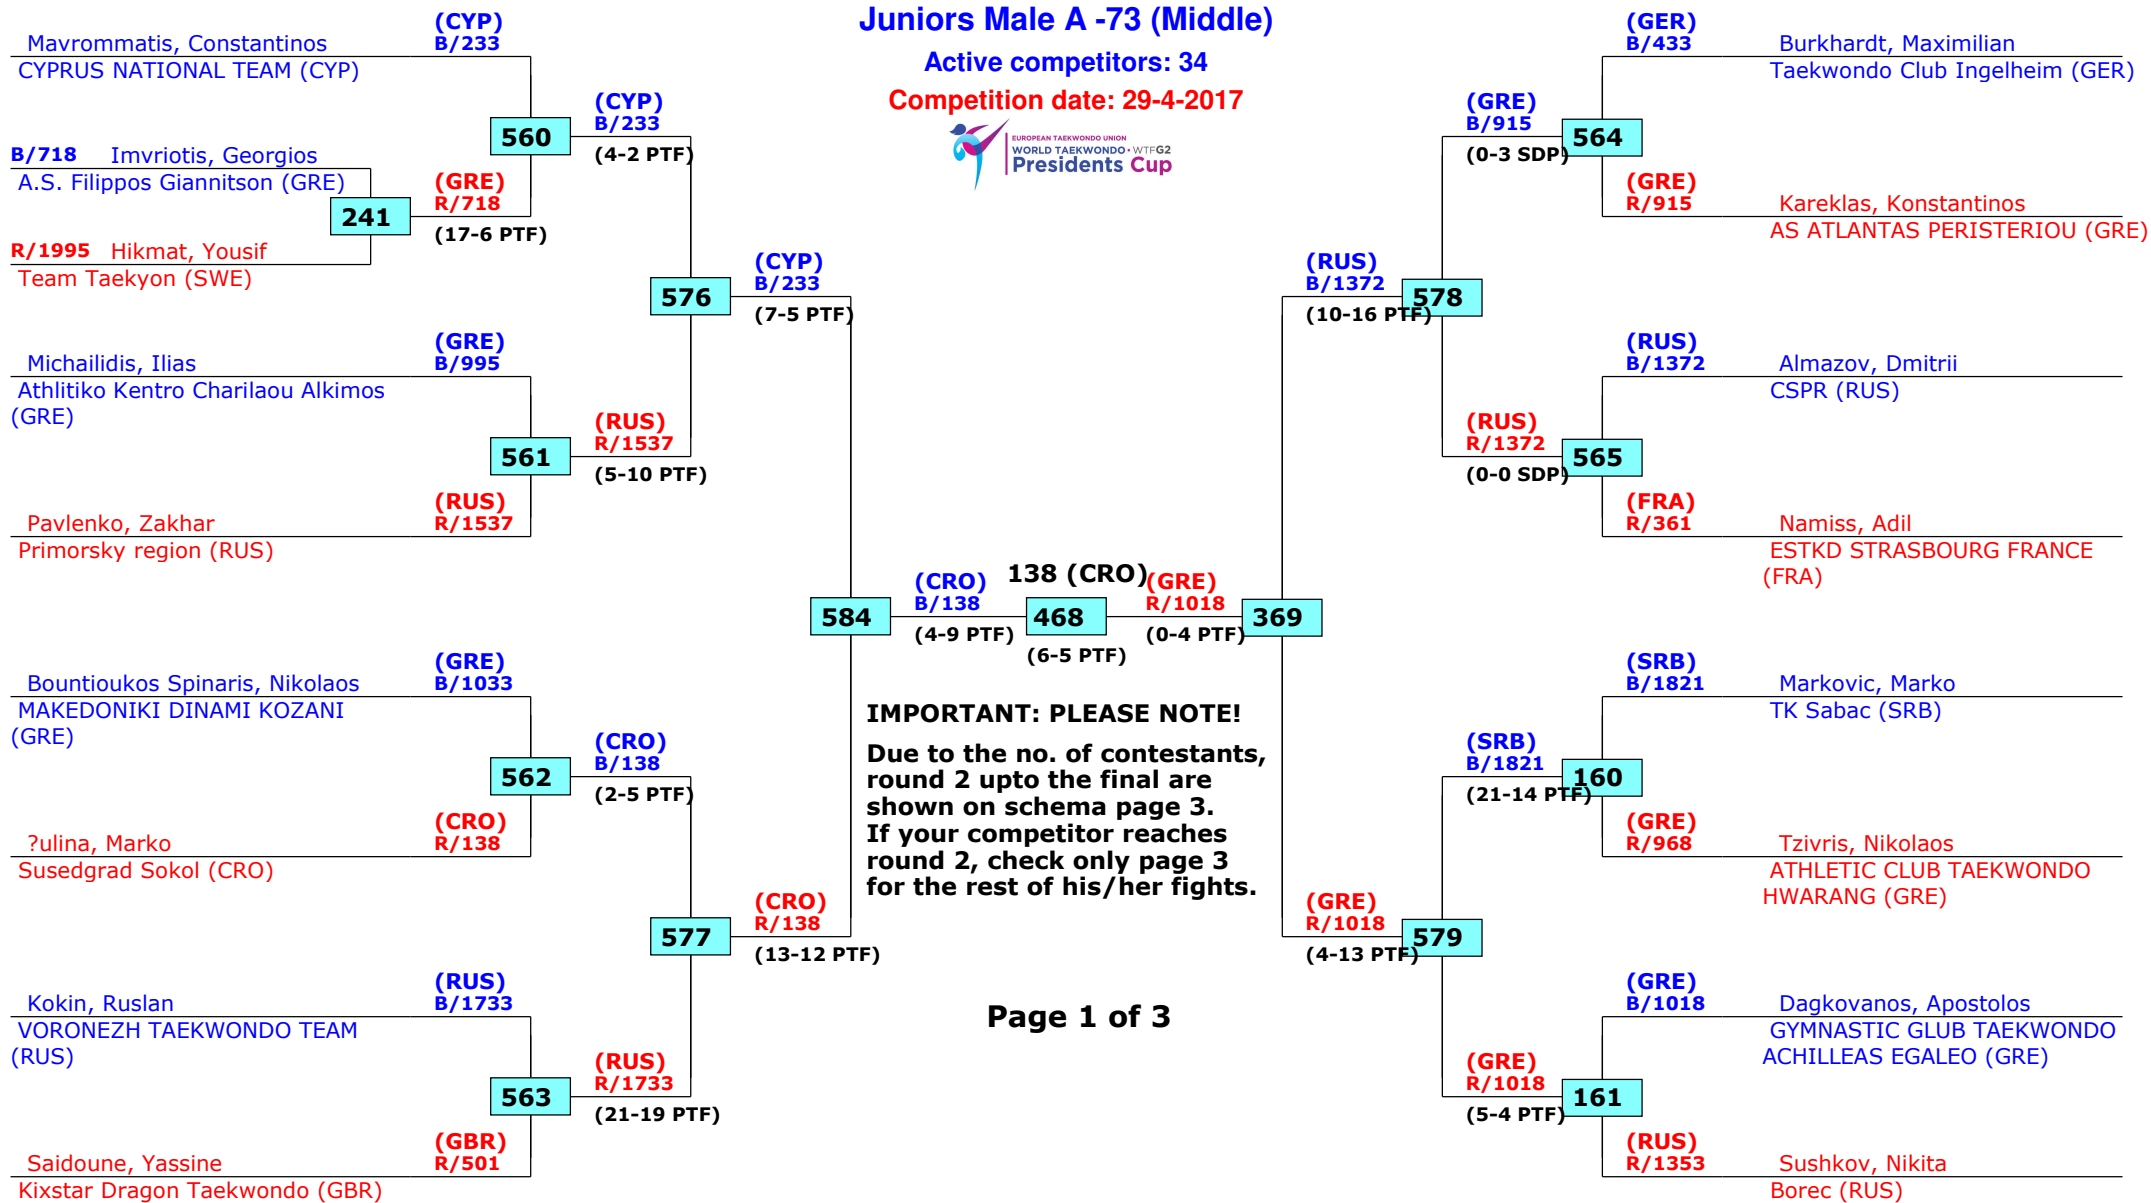 Juniors Male A -73 (Middle)
Active competitors: 34
Competition date: 29-4-2017
EUROPEAN TAEKWONDO UNION
WORLD TAEKWONDO • WTFG2
Presidents Cup
(CYP)
Mavrommatis, Constantinos B/233
CYPRUS NATIONAL TEAM (CYP)
(CYP)
B/233
560
(4-2 PTF)
B/718 Imvriotis, Georgios
A.S. Filippos Giannitson (GRE)
(GRE)
R/718
241
(17-6 PTF)
R/1995 Hikmat, Yousif
Team Taekyon (SWE)
(CYP)
B/233
576
(7-5 PTF)
(GRE)
Michailidis, Ilias B/995
Athlitiko Kentro Charilaou Alkimos
(GRE)
(RUS)
R/1537
561
(5-10 PTF)
(RUS)
Pavlenko, Zakhar R/1537
Primorsky region (RUS)
584
(CRO)
B/138
(4-9 PTF)
138 (CRO)
468
(6-5 PTF)
(GRE)
R/1018
(0-4 PTF)
369
(GRE)
Bountioukos Spinaris, Nikolaos B/1033
MAKEDONIKI DINAMI KOZANI
(GRE)
(CRO)
B/138
562
(2-5 PTF)
(CRO)
?ulina, Marko R/138
Susedgrad Sokol (CRO)
(CRO)
R/138
577
(13-12 PTF)
(RUS)
Kokin, Ruslan B/1733
VORONEZH TAEKWONDO TEAM
(RUS)
(RUS)
R/1733
563
(21-19 PTF)
(GBR)
Saidoune, Yassine R/501
Kixstar Dragon Taekwondo (GBR)
IMPORTANT: PLEASE NOTE!
Due to the no. of contestants,
round 2 upto the final are
shown on schema page 3.
If your competitor reaches
round 2, check only page 3
for the rest of his/her fights.
Page 1 of 3
(GER)
B/433 Burkhardt, Maximilian
Taekwondo Club Ingelheim (GER)
(GRE)
B/915
564
(0-3 SDP)
(GRE)
R/915 Kareklas, Konstantinos
AS ATLANTAS PERISTERIOU (GRE)
(RUS)
B/1372
578
(10-16 PTF)
(RUS)
B/1372 Almazov, Dmitrii
CSPR (RUS)
(RUS)
R/1372
565
(0-0 SDP)
(FRA)
R/361 Namiss, Adil
ESTKD STRASBOURG FRANCE
(FRA)
(SRB)
B/1821 Markovic, Marko
TK Sabac (SRB)
(SRB)
B/1821
160
(21-14 PTF)
(GRE)
R/968 Tzivris, Nikolaos
ATHLETIC CLUB TAEKWONDO
HWARANG (GRE)
(GRE)
R/1018
579
(4-13 PTF)
(GRE)
B/1018 Dagkovanos, Apostolos
GYMNASTIC GLUB TAEKWONDO
ACHILLEAS EGALEO (GRE)
(GRE)
R/1018
161
(5-4 PTF)
(RUS)
R/1353 Sushkov, Nikita
Borec (RUS)